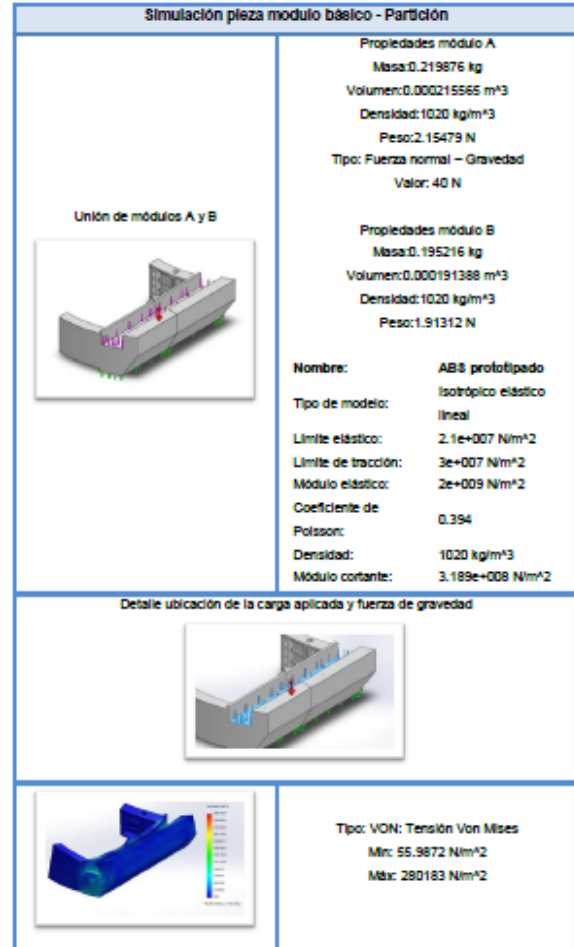 Simulación pieza modulo básico - Partición
Unión de módulos A y B
Propiedades módulo A
Masa:0.219876 kg
Volumen:0.000215565 m^3
Densidad:1020 kg/m^3
Peso:2.15479 N
Tipo: Fuerza normal – Gravedad
Valor: 40 N
Propiedades módulo B
Masa:0.195216 kg
Volumen:0.000191388 m^3
Densidad:1020 kg/m^3
Peso:1.91312 N
Nombre: ABS prototipado
Tipo de modelo: Isotrópico elástico lineal
Límite elástico: 2.1e+007 N/m^2
Límite de tracción: 3e+007 N/m^2
Módulo elástico: 2e+009 N/m^2
Coeficiente de Poisson: 0.394
Densidad: 1020 kg/m^3
Módulo cortante: 3.189e+008 N/m^2
Detalle ubicación de la carga aplicada y fuerza de gravedad
Tipo: VON: Tensión Von Mises
Min: 55.9872 N/m^2
Máx: 280183 N/m^2